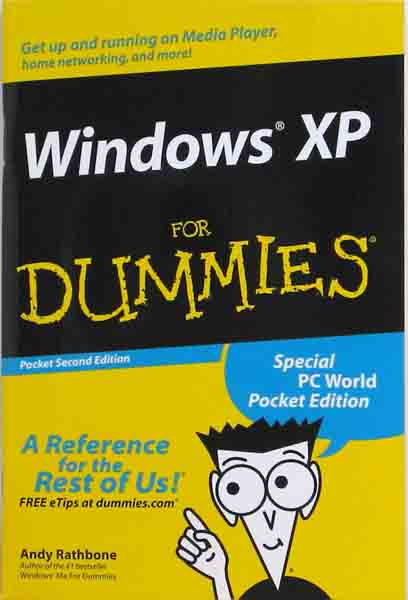 Get up and running on Media Player,
home networking, and more!
Windows® XP
FOR
DUMMIES®
Pocket Second Edition
Special
PC World
Pocket Edition
A Reference
for the
Rest of Us!®
FREE eTips at dummies.com®
Andy Rathbone
Author of the #1 bestseller
Windows Me For Dummies